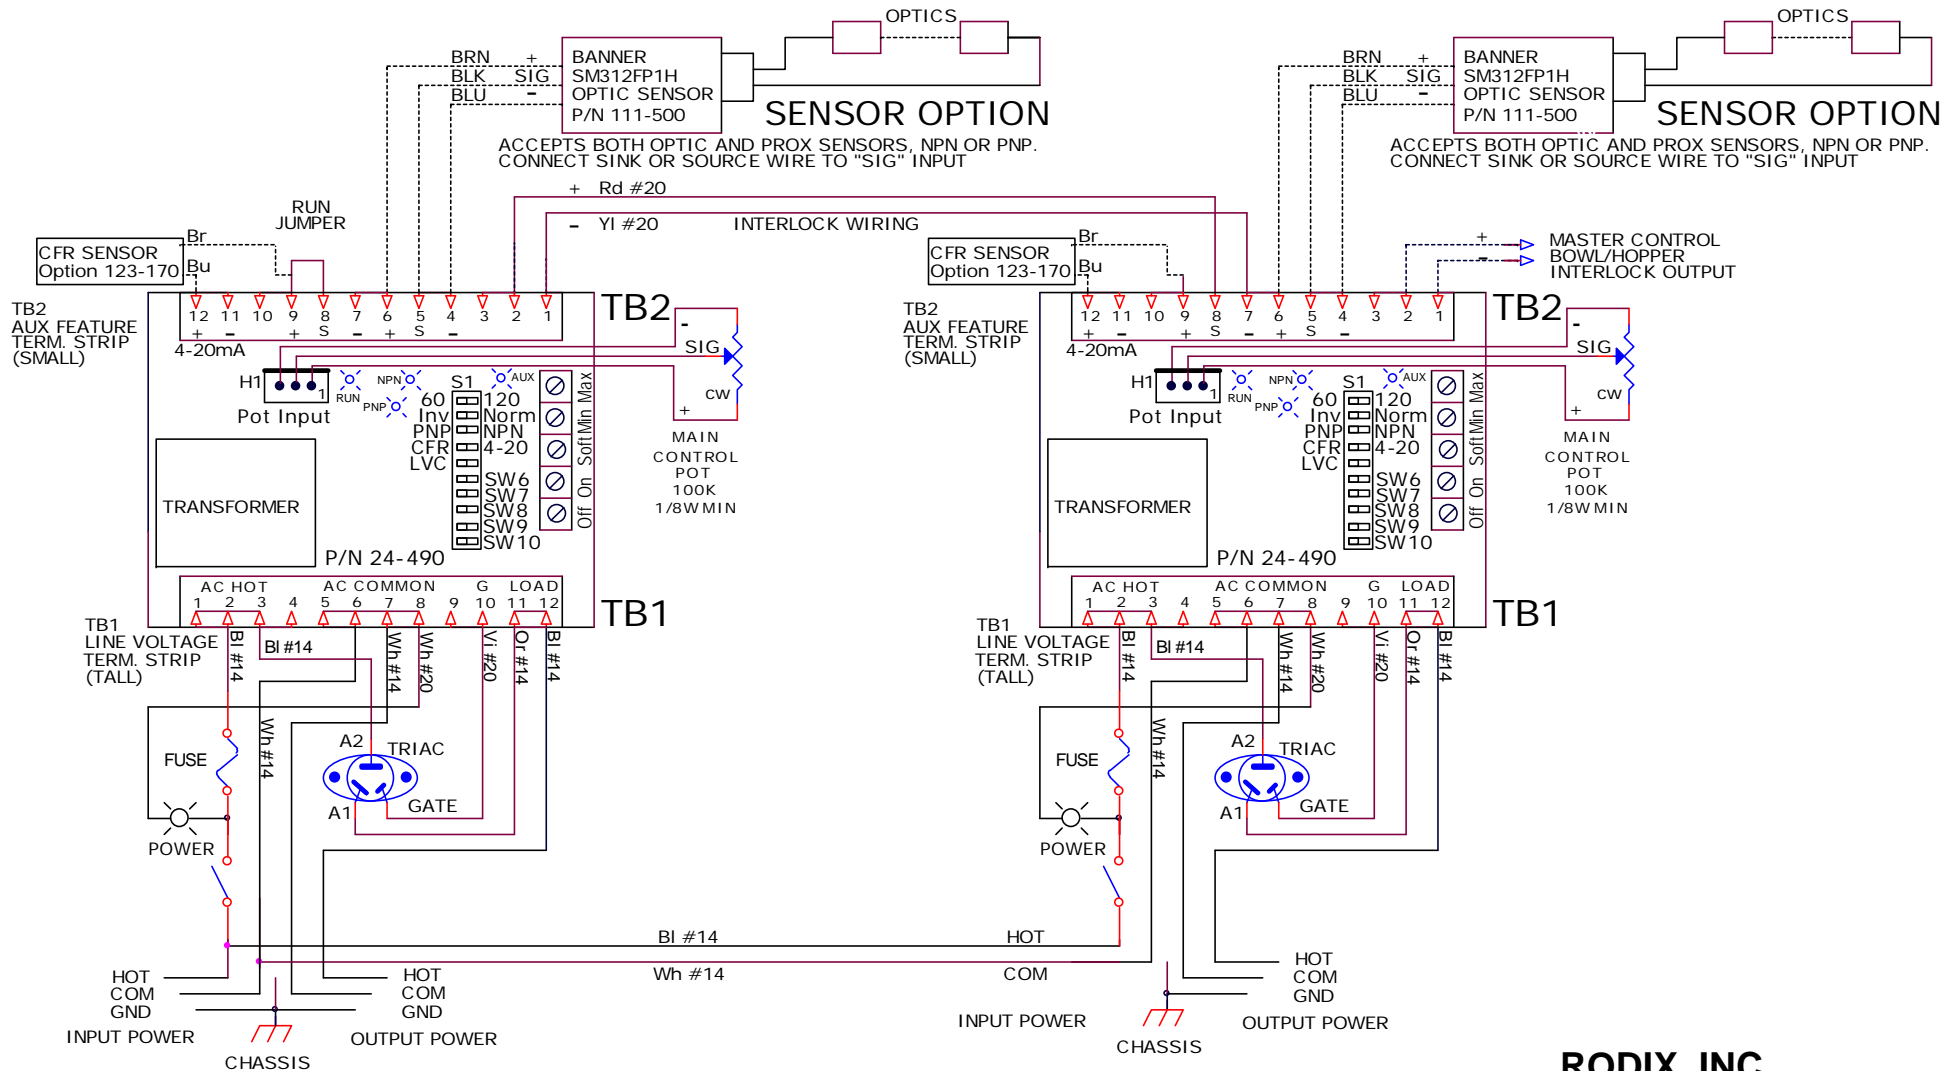 OPTICS
BRN + BANNER
BLK SIG SM312FP1H
BLU - OPTIC SENSOR
P/N 111-500
SENSOR OPTION
ACCEPTS BOTH OPTIC AND PROX SENSORS, NPN OR PNP.
CONNECT SINK OR SOURCE WIRE TO "SIG" INPUT
OPTICS
BRN + BANNER
BLK SIG SM312FP1H
BLU - OPTIC SENSOR
P/N 111-500
SENSOR OPTION
ACCEPTS BOTH OPTIC AND PROX SENSORS, NPN OR PNP.
CONNECT SINK OR SOURCE WIRE TO "SIG" INPUT
+ Rd #20
- Yl #20 INTERLOCK WIRING
RUN
JUMPER
CFR SENSOR
Option 123-170
Br
Bu
TB2
AUX FEATURE
TERM. STRIP
(SMALL)
12 11 10 9 8 7 6 5 4 3 2 1
+ - + S - + S -
4-20mA
TB2
-
SIG
CW
+
H1
1
Pot Input
RUN
NPN
PNP
AUX
S1
60 120
Inv Norm
PNP NPN
CFR 4-20
LVC
SW6
SW7
SW8
SW9
SW10
Off On Soft Min Max
MAIN
CONTROL
POT
100K
1/8W MIN
TRANSFORMER
P/N 24-490
AC HOT AC COMMON G LOAD
1 2 3 4 5 6 7 8 9 10 11 12
TB1
TB1
LINE VOLTAGE
TERM. STRIP
(TALL)
Bl #14
Bl #14
Wh #14
Wh #20
Vi #20
Or #14
Bl #14
Wh #14
FUSE
A2
TRIAC
A1
GATE
POWER
CFR SENSOR
Option 123-170
Br
Bu
+ MASTER CONTROL
- BOWL/HOPPER
INTERLOCK OUTPUT
TB2
AUX FEATURE
TERM. STRIP
(SMALL)
12 11 10 9 8 7 6 5 4 3 2 1
+ - + S - + S -
4-20mA
TB2
-
SIG
CW
+
H1
1
Pot Input
RUN
NPN
PNP
AUX
S1
60 120
Inv Norm
PNP NPN
CFR 4-20
LVC
SW6
SW7
SW8
SW9
SW10
Off On Soft Min Max
MAIN
CONTROL
POT
100K
1/8W MIN
TRANSFORMER
P/N 24-490
AC HOT AC COMMON G LOAD
1 2 3 4 5 6 7 8 9 10 11 12
TB1
TB1
LINE VOLTAGE
TERM. STRIP
(TALL)
Bl #14
Bl #14
Wh #14
Wh #20
Vi #20
Or #14
Bl #14
Wh #14
FUSE
A2
TRIAC
A1
GATE
POWER
Bl #14 HOT
Wh #14 COM
HOT
COM
GND
INPUT POWER
HOT
COM
GND
OUTPUT POWER
CHASSIS
INPUT POWER
HOT
COM
GND
OUTPUT POWER
CHASSIS
RODIX, INC